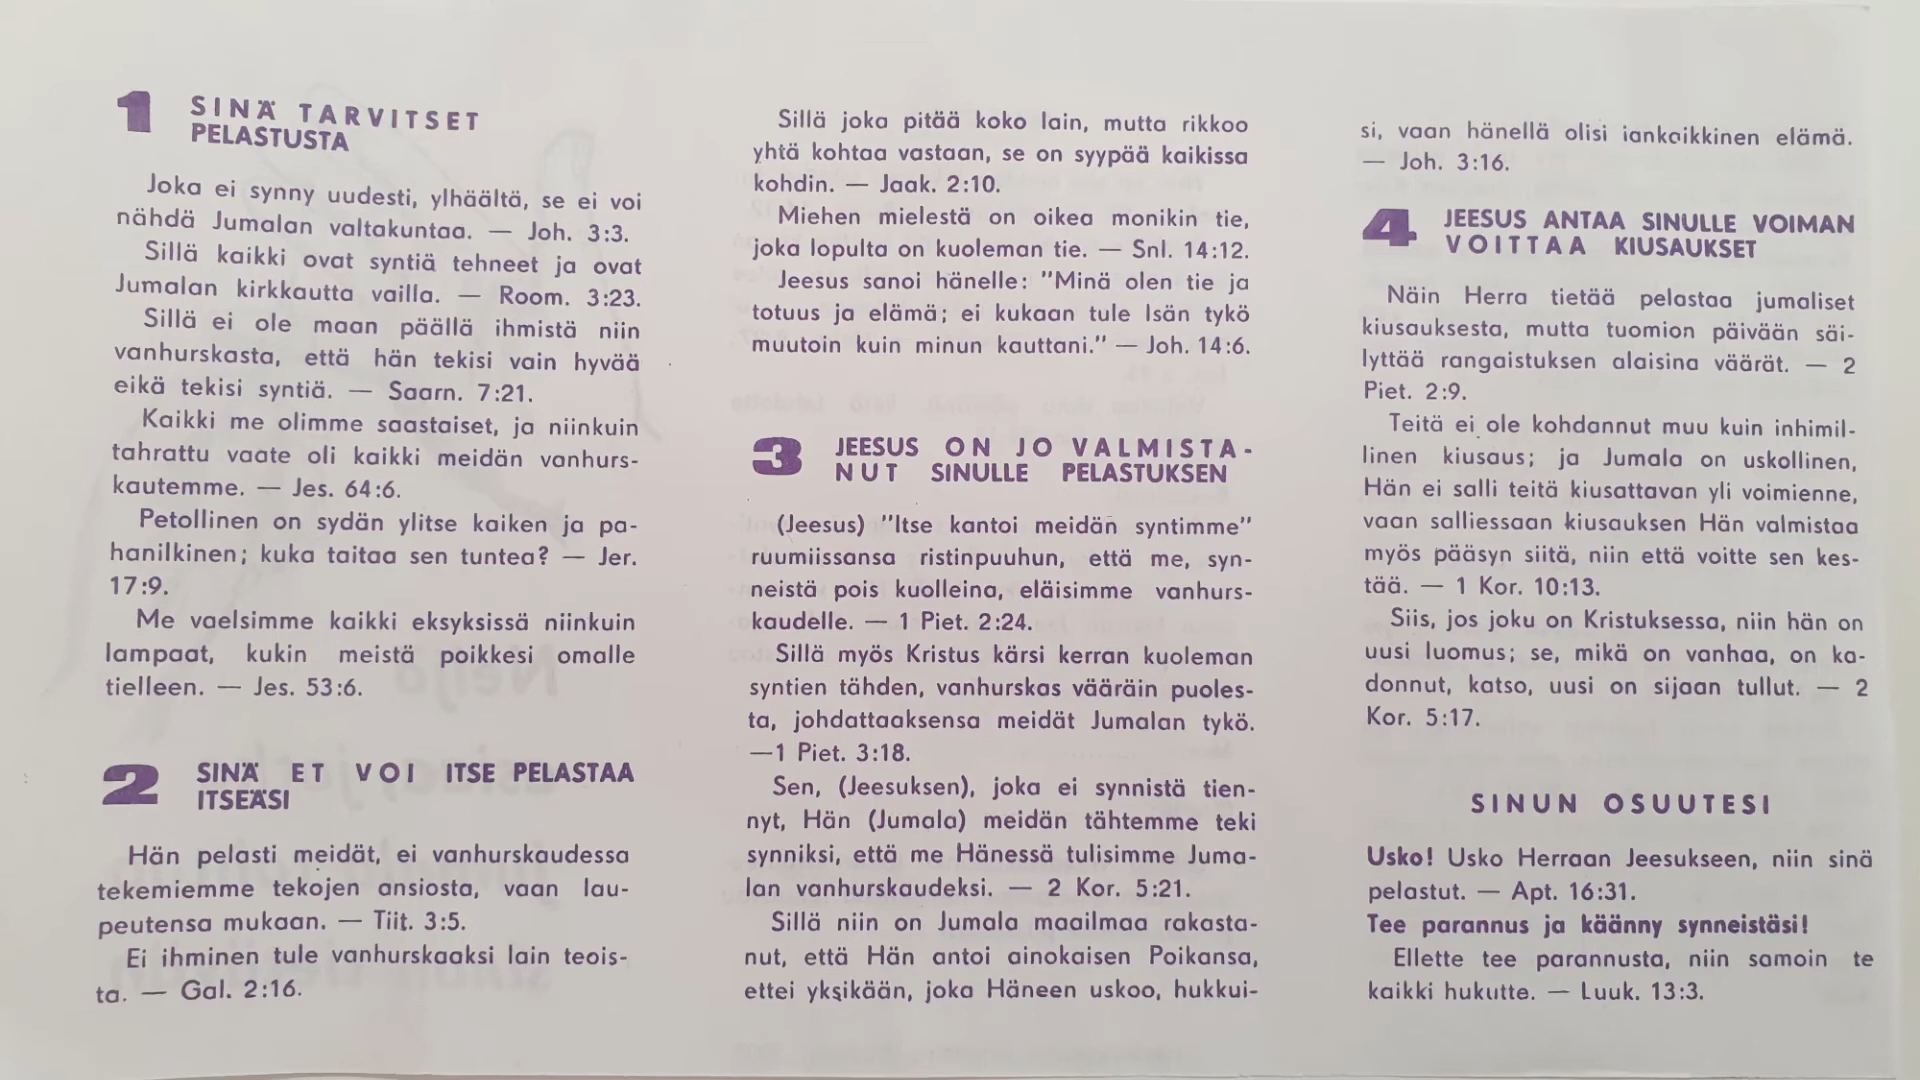 1 SINÄ TARVITSET
PELASTUSTA
Joka ei synny uudesti, ylhäältä, se ei voi
nähdä Jumalan valtakuntaa. — Joh. 3:3.
Sillä kaikki ovat syntiä tehneet ja ovat
Jumalan kirkkautta vailla. — Room. 3:23.
Sillä ei ole maan päällä ihmistä niin
vanhurskasta, että hän tekisi vain hyvää
eikä tekisi syntiä. — Saarn. 7:21.
Kaikki me olimme saastaiset, ja niinkuin
tahrattu vaate oli kaikki meidän vanhurs-
kautemme. — Jes. 64:6.
Petollinen on sydän ylitse kaiken ja pa-
hanilkinen; kuka taitaa sen tuntea? — Jer.
17:9.
Me vaelsimme kaikki eksyksissä niinkuin
lampaat, kukin meistä poikkesi omalle
tielleen. — Jes. 53:6.
2 SINÄ ET VOI ITSE PELASTAA
ITSEÄSI
Hän pelasti meidät, ei vanhurskaudessa
tekemiemme tekojen ansiosta, vaan lau-
peutensa mukaan. — Tiit. 3:5.
Ei ihminen tule vanhurskaaksi lain teois-
ta. — Gal. 2:16.
Sillä joka pitää koko lain, mutta rikkoo
yhtä kohtaa vastaan, se on syypää kaikissa
kohdin. — Jaak. 2:10.
Miehen mielestä on oikea monikin tie,
joka lopulta on kuoleman tie. — Snl. 14:12.
Jeesus sanoi hänelle: "Minä olen tie ja
totuus ja elämä; ei kukaan tule Isän tykö
muutoin kuin minun kauttani." — Joh. 14:6.
3 JEESUS ON JO VALMISTA-
NUT SINULLE PELASTUKSEN
(Jeesus) "Itse kantoi meidän syntimme"
ruumiissansa ristinpuuhun, että me, syn-
neistä pois kuolleina, eläisimme vanhurs-
kaudelle. — 1 Piet. 2:24.
Sillä myös Kristus kärsi kerran kuoleman
syntien tähden, vanhurskas vääräin puoles-
ta, johdattaaksensa meidät Jumalan tykö.
—1 Piet. 3:18.
Sen, (Jeesuksen), joka ei synnistä tien-
nyt, Hän (Jumala) meidän tähtemme teki
synniksi, että me Hänessä tulisimme Juma-
lan vanhurskaudeksi. — 2 Kor. 5:21.
Sillä niin on Jumala maailmaa rakasta-
nut, että Hän antoi ainokaisen Poikansa,
ettei yksikään, joka Häneen uskoo, hukkui-
si, vaan hänellä olisi iankaikkinen elämä.
— Joh. 3:16.
4 JEESUS ANTAA SINULLE VOIMAN
VOITTAA KIUSAUKSET
Näin Herra tietää pelastaa jumaliset
kiusauksesta, mutta tuomion päivään säi-
lyttää rangaistuksen alaisina väärät. — 2
Piet. 2:9.
Teitä ei ole kohdannut muu kuin inhimil-
linen kiusaus; ja Jumala on uskollinen,
Hän ei salli teitä kiusattavan yli voimienne,
vaan salliessaan kiusauksen Hän valmistaa
myös pääsyn siitä, niin että voitte sen kes-
tää. — 1 Kor. 10:13.
Siis, jos joku on Kristuksessa, niin hän on
uusi luomus; se, mikä on vanhaa, on ka-
donnut, katso, uusi on sijaan tullut. — 2
Kor. 5:17.
SINUN OSUUTESI
Usko! Usko Herraan Jeesukseen, niin sinä
pelastut. — Apt. 16:31.
Tee parannus ja käänny synneistäsi!
Ellette tee parannusta, niin samoin te
kaikki hukutte. — Luuk. 13:3.